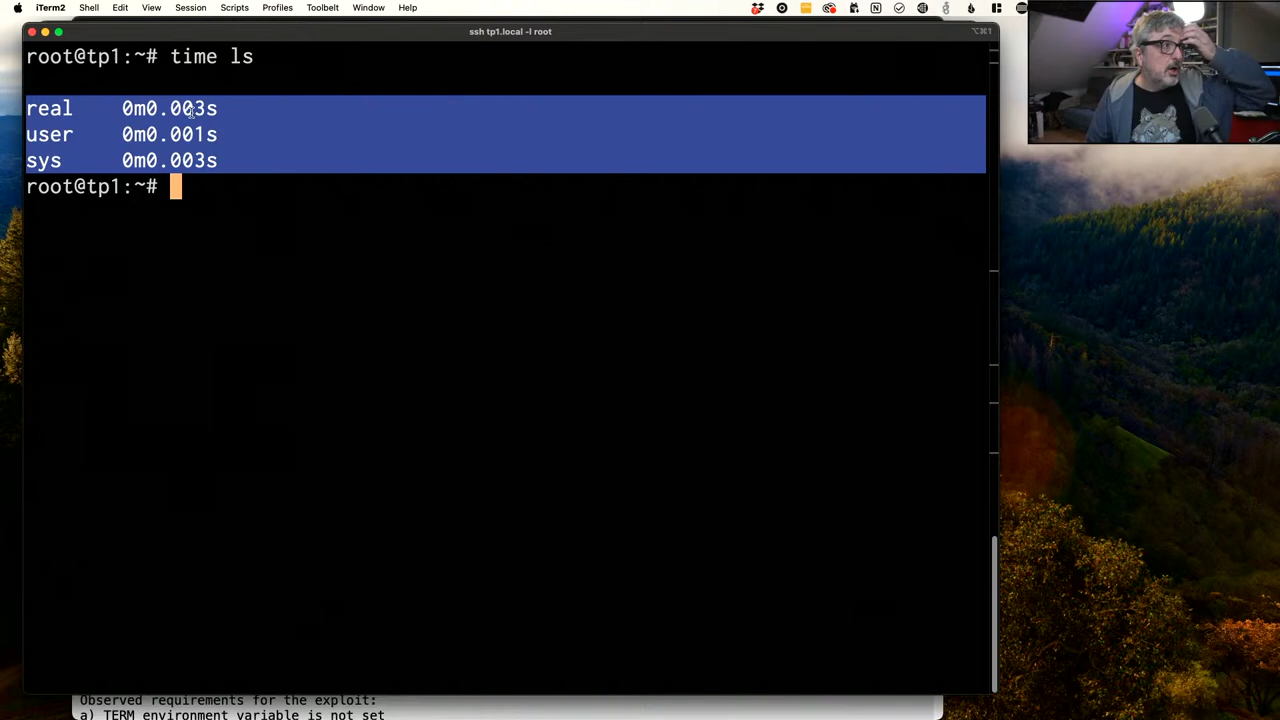 iTerm2 Shell Edit View Session Scripts Profiles Toolbelt Window Help
ssh tp1.local -l root
⌥⌘1
root@tp1:~# time ls
real 0m0.003s
user 0m0.001s
sys 0m0.003s
root@tp1:~#
Observed requirements for the exploit:
a) TERM environment variable is not set